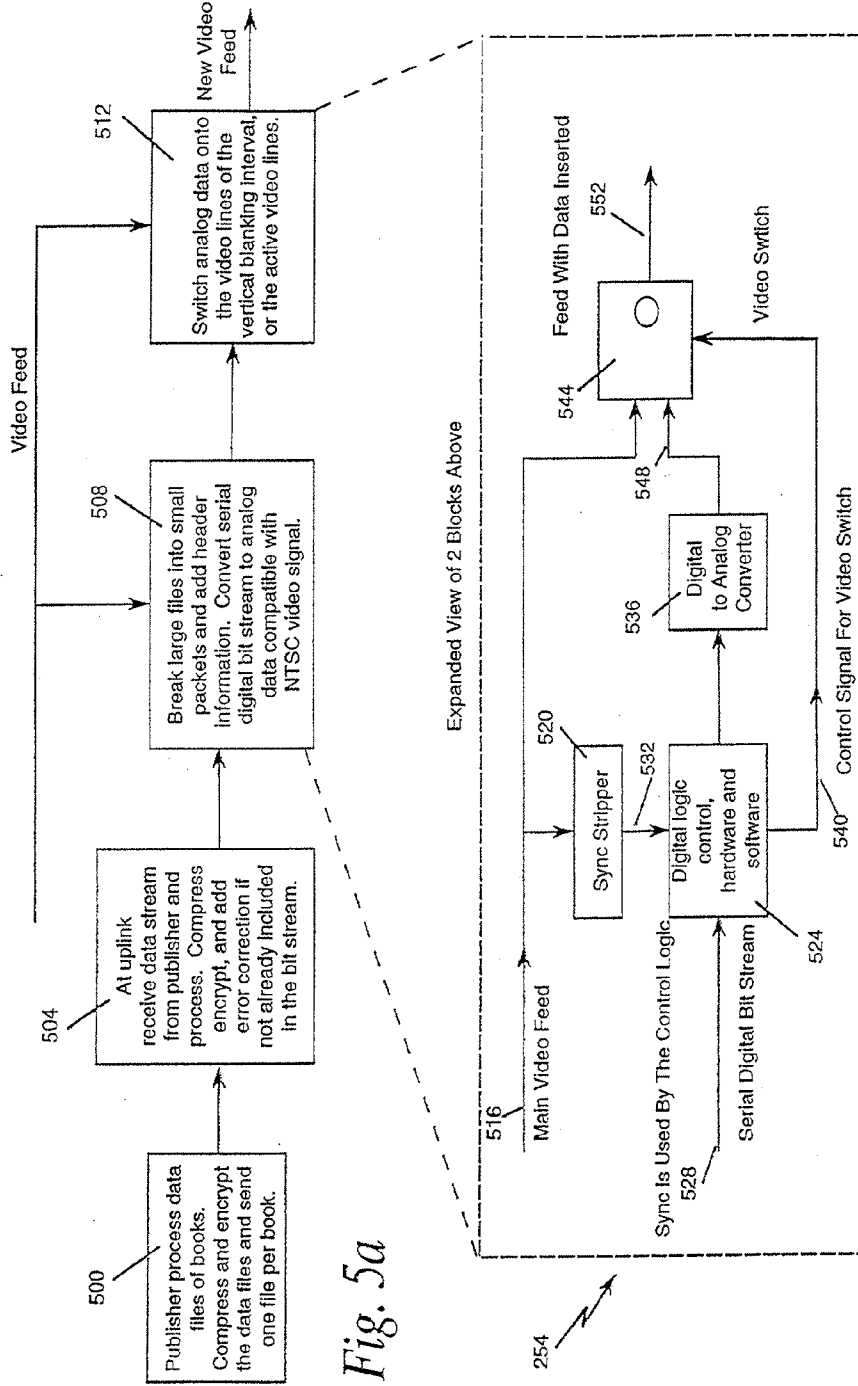 Video Feed
500
Publisher process data
files of books.
Compress and encrypt
the data files and send
one file per book.
504
At uplink
receive data stream
from publisher and
process. Compress
encrypt, and add
error correction if
not already included
in the bit stream.
508
Break large files into small
packets and add header
information. Convert serial
digital bit stream to analog
data compatible with
NTSC video signal.
512
Switch analog data onto
the video lines of the
vertical blanking interval,
or the active video lines.
New Video
Feed
Fig. 5a
Expanded View of 2 Blocks Above
254
516
Main Video Feed
520
Sync Stripper
532
Sync Is Used By The Control Logic
528
Serial Digital Bit Stream
Digital logic
control,
hardware and
software
524
536
Digital
to Analog
Converter
540
Control Signal For Video Switch
548
544
Feed With Data Inserted
552
Video Swtich